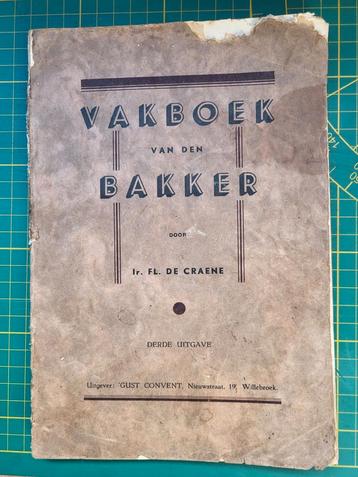 VAKBOEK
VAN DEN
BAKKER
DOOR
Ir. FL. DE CRAENE
DERDE UITGAVE
Uitgever: GUST CONVENT, Nieuwstraat, 19, Willebroek.